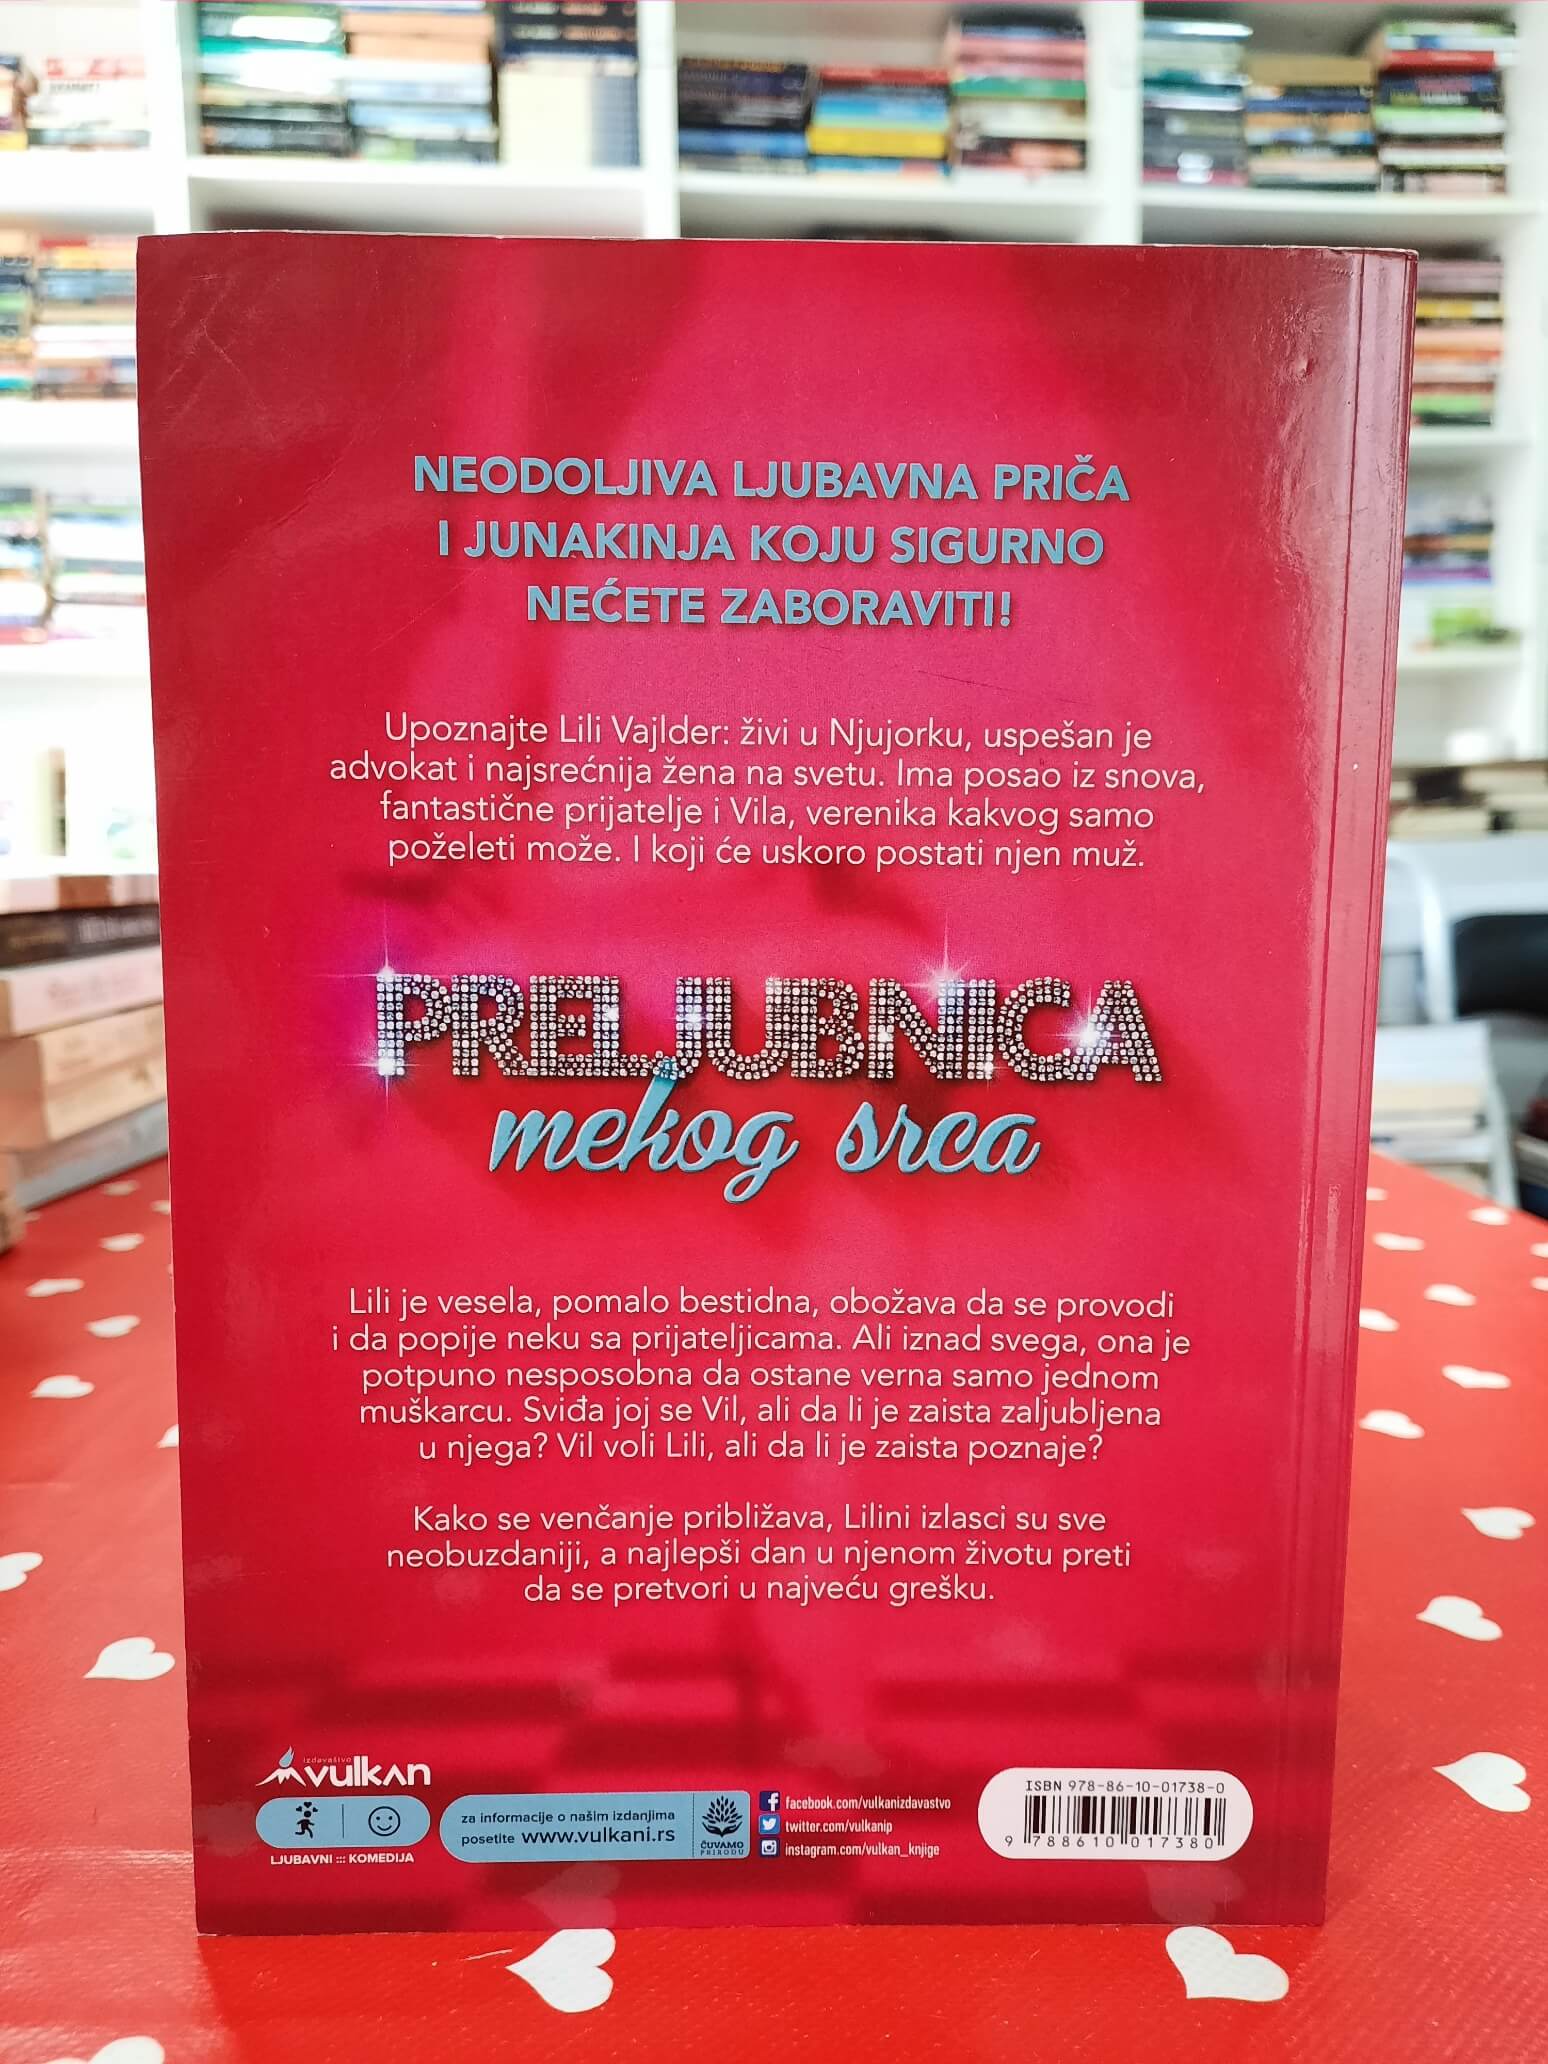 NEODOLJIVA LJUBAVNA PRIČA
I JUNAKINJA KOJU SIGURNO
NEĆETE ZABORAVITI!
Upoznajte Lili Vajlder: živi u Njujorku, uspešan je
advokat i najsrećnija žena na svetu. Ima posao iz snova,
fantastične prijatelje i Vila, verenika kakvog samo
poželeti može. I koji će uskoro postati njen muž.
PRELJUBNICA
mekog srca
Lili je vesela, pomalo bestidna, obožava da se provodi
i da popije neku sa prijateljicama. Ali iznad svega, ona je
potpuno nesposobna da ostane verna samo jednom
muškarcu. Sviđa joj se Vil, ali da li je zaista zaljubljena
u njega? Vil voli Lili, ali da li je zaista poznaje?
Kako se venčanje približava, Lilini izlasci su sve
neobuzdaniji, a najlepši dan u njenom životu preti
da se pretvori u najveću grešku.
izdavaštvo
vulkan
LJUBAVNI ::: KOMEDIJA
za informacije o našim izdanjima
posetite www.vulkani.rs
ČUVAMO
PRIRODU
facebook.com/vulkanizdavastvo
twitter.com/vulkanip
instagram.com/vulkan_knjige
ISBN 978-86-10-01738-0
9 788610 017380